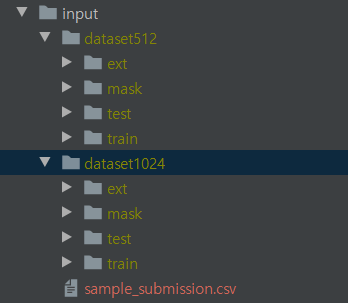 input
dataset512
ext
mask
test
train
dataset1024
ext
mask
test
train
sample_submission.csv